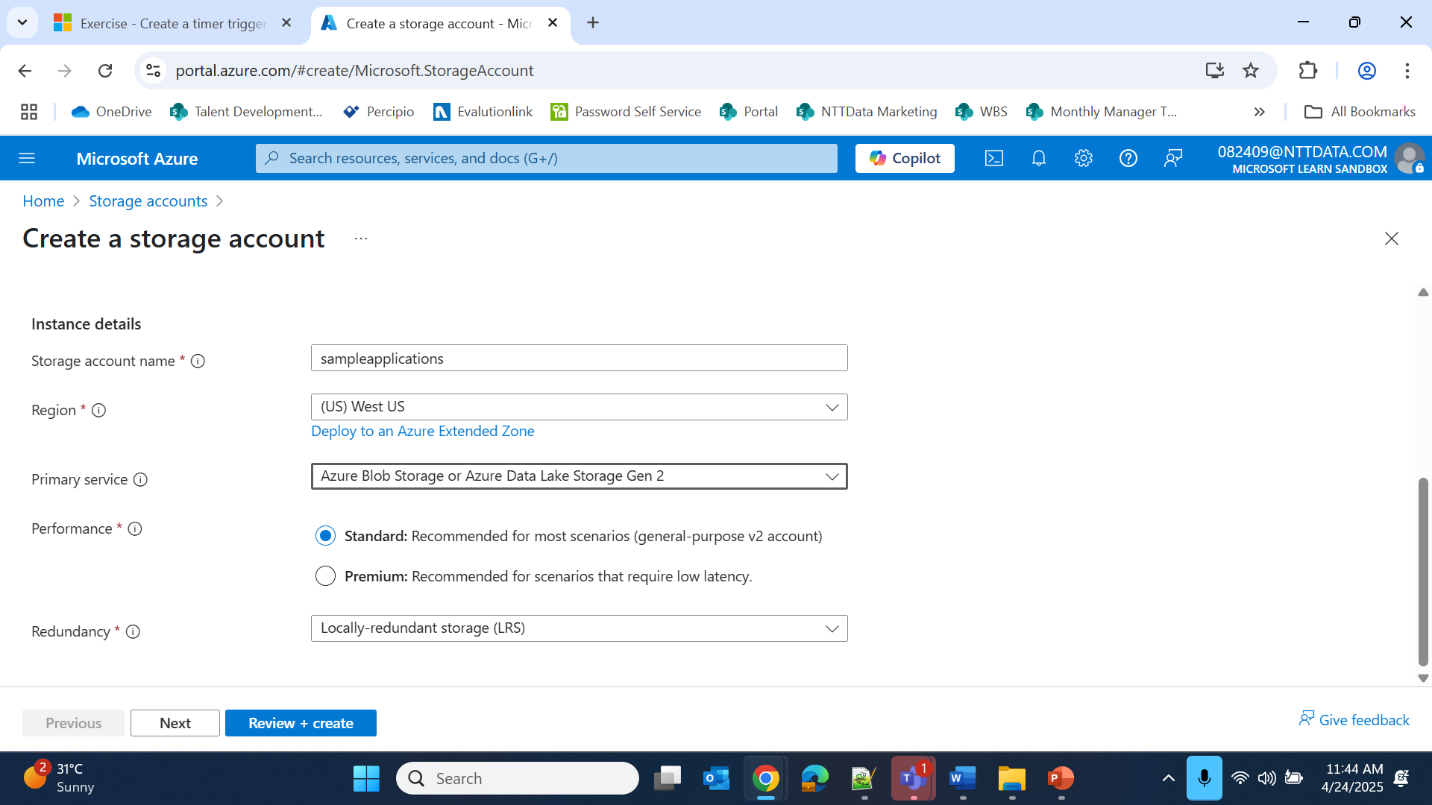 Exercise - Create a timer trigger
Create a storage account - Micr
portal.azure.com/#create/Microsoft.StorageAccount
OneDrive
Talent Development...
Percipio
Evalutionlink
Password Self Service
Portal
NTTData Marketing
WBS
Monthly Manager T...
All Bookmarks
Microsoft Azure
Search resources, services, and docs (G+/)
Copilot
082409@NTTDATA.COM
MICROSOFT LEARN SANDBOX
Home > Storage accounts >
Create a storage account ...
Instance details
Storage account name *
sampleapplications
Region *
(US) West US
Deploy to an Azure Extended Zone
Primary service
Azure Blob Storage or Azure Data Lake Storage Gen 2
Performance *
Standard: Recommended for most scenarios (general-purpose v2 account)
Premium: Recommended for scenarios that require low latency.
Redundancy *
Locally-redundant storage (LRS)
Previous
Next
Review + create
Give feedback
2
31°C
Sunny
Search
1
11:44 AM
4/24/2025